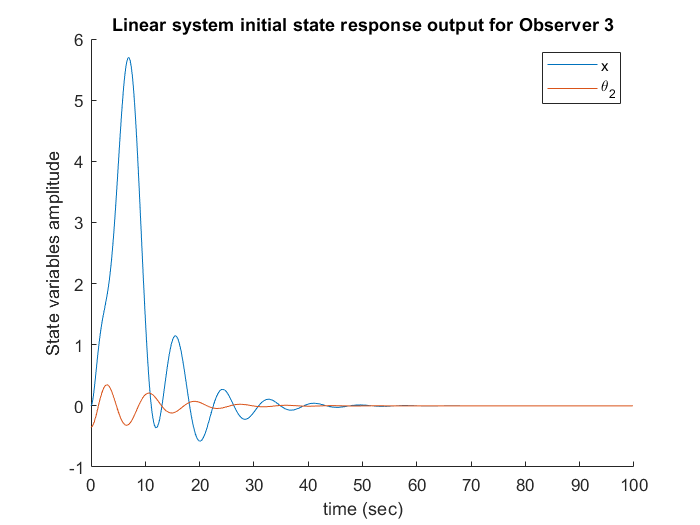 Linear system initial state response output for Observer 3
6
5
4
3
2
1
0
-1
State variables amplitude
x
θ2
0 10 20 30 40 50 60 70 80 90 100
time (sec)